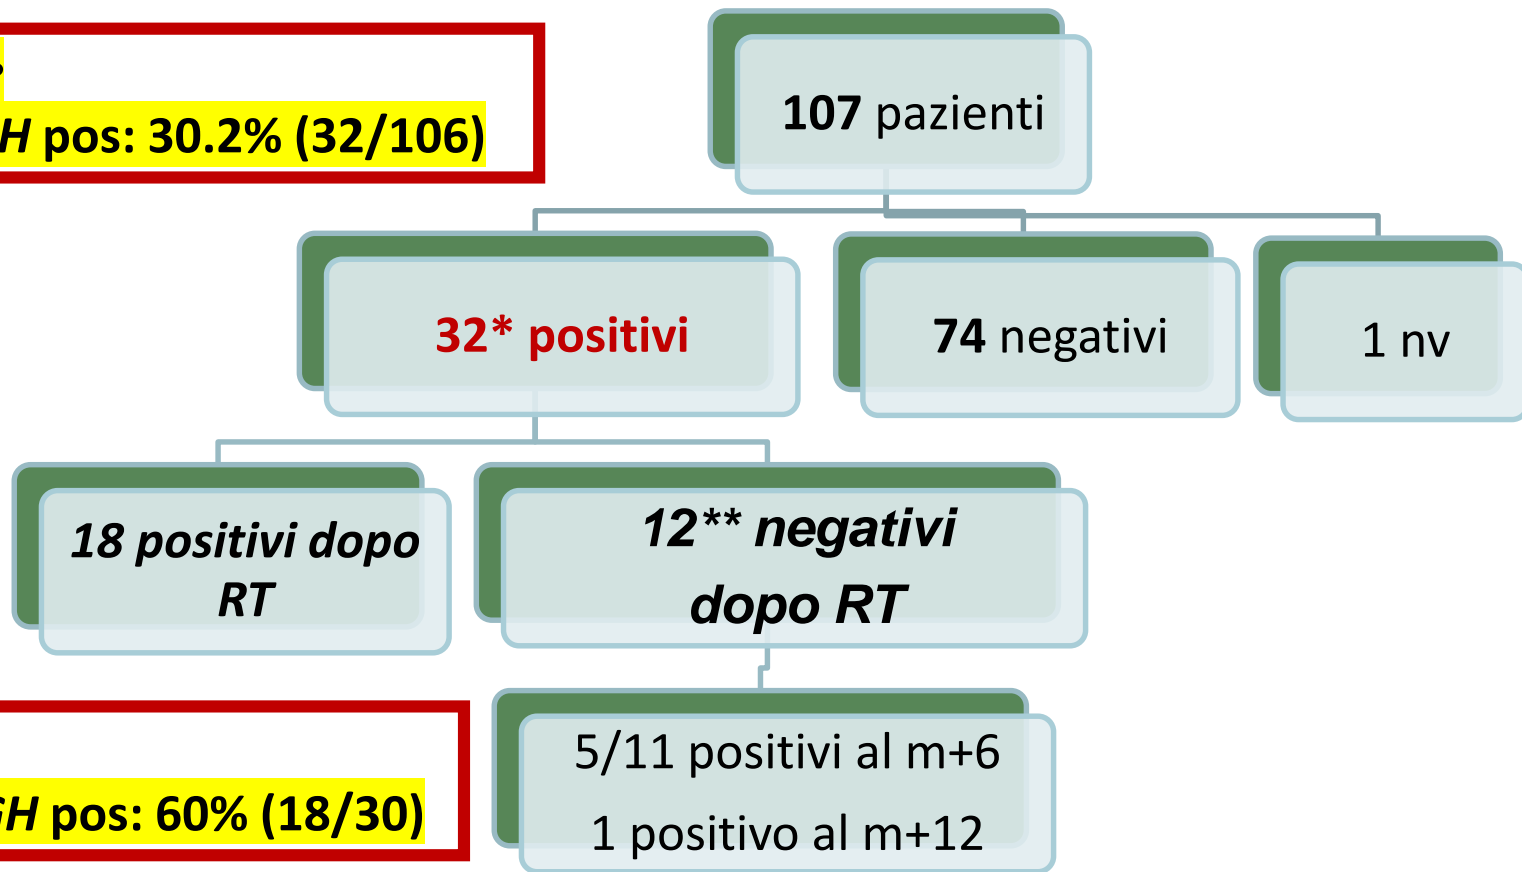 H pos: 30.2% (32/106)
107 pazienti
32* positivi
74 negativi
1 nv
18 positivi dopo
RT
12** negativi
dopo RT
GH pos: 60% (18/30)
5/11 positivi al m+6
1 positivo al m+12